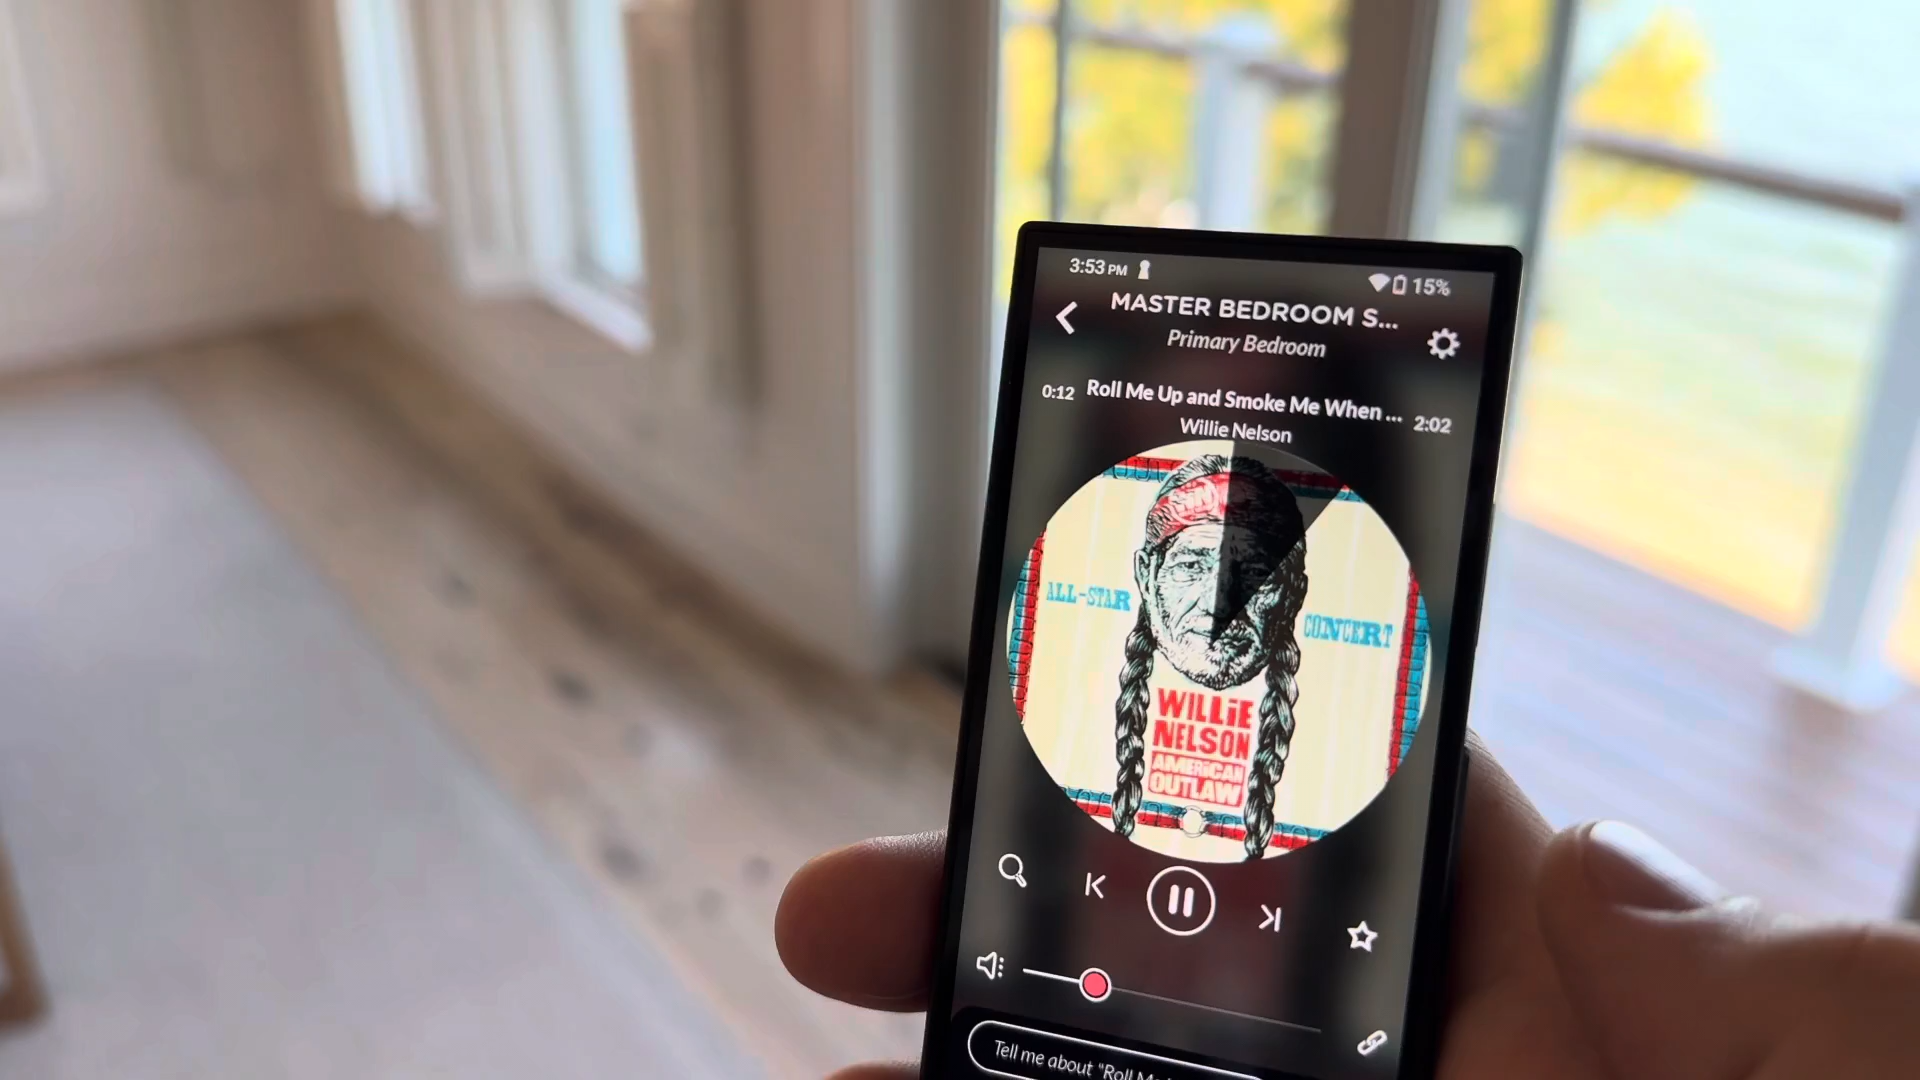 3:53 PM
15%
MASTER BEDROOM S...
Primary Bedroom
0:12
Roll Me Up and Smoke Me When ...
2:02
Willie Nelson
ALL-STAR
CONCERT
WILLiE
NELSON
AMERiCAN
OUTLAW
Tell me about "Roll Me